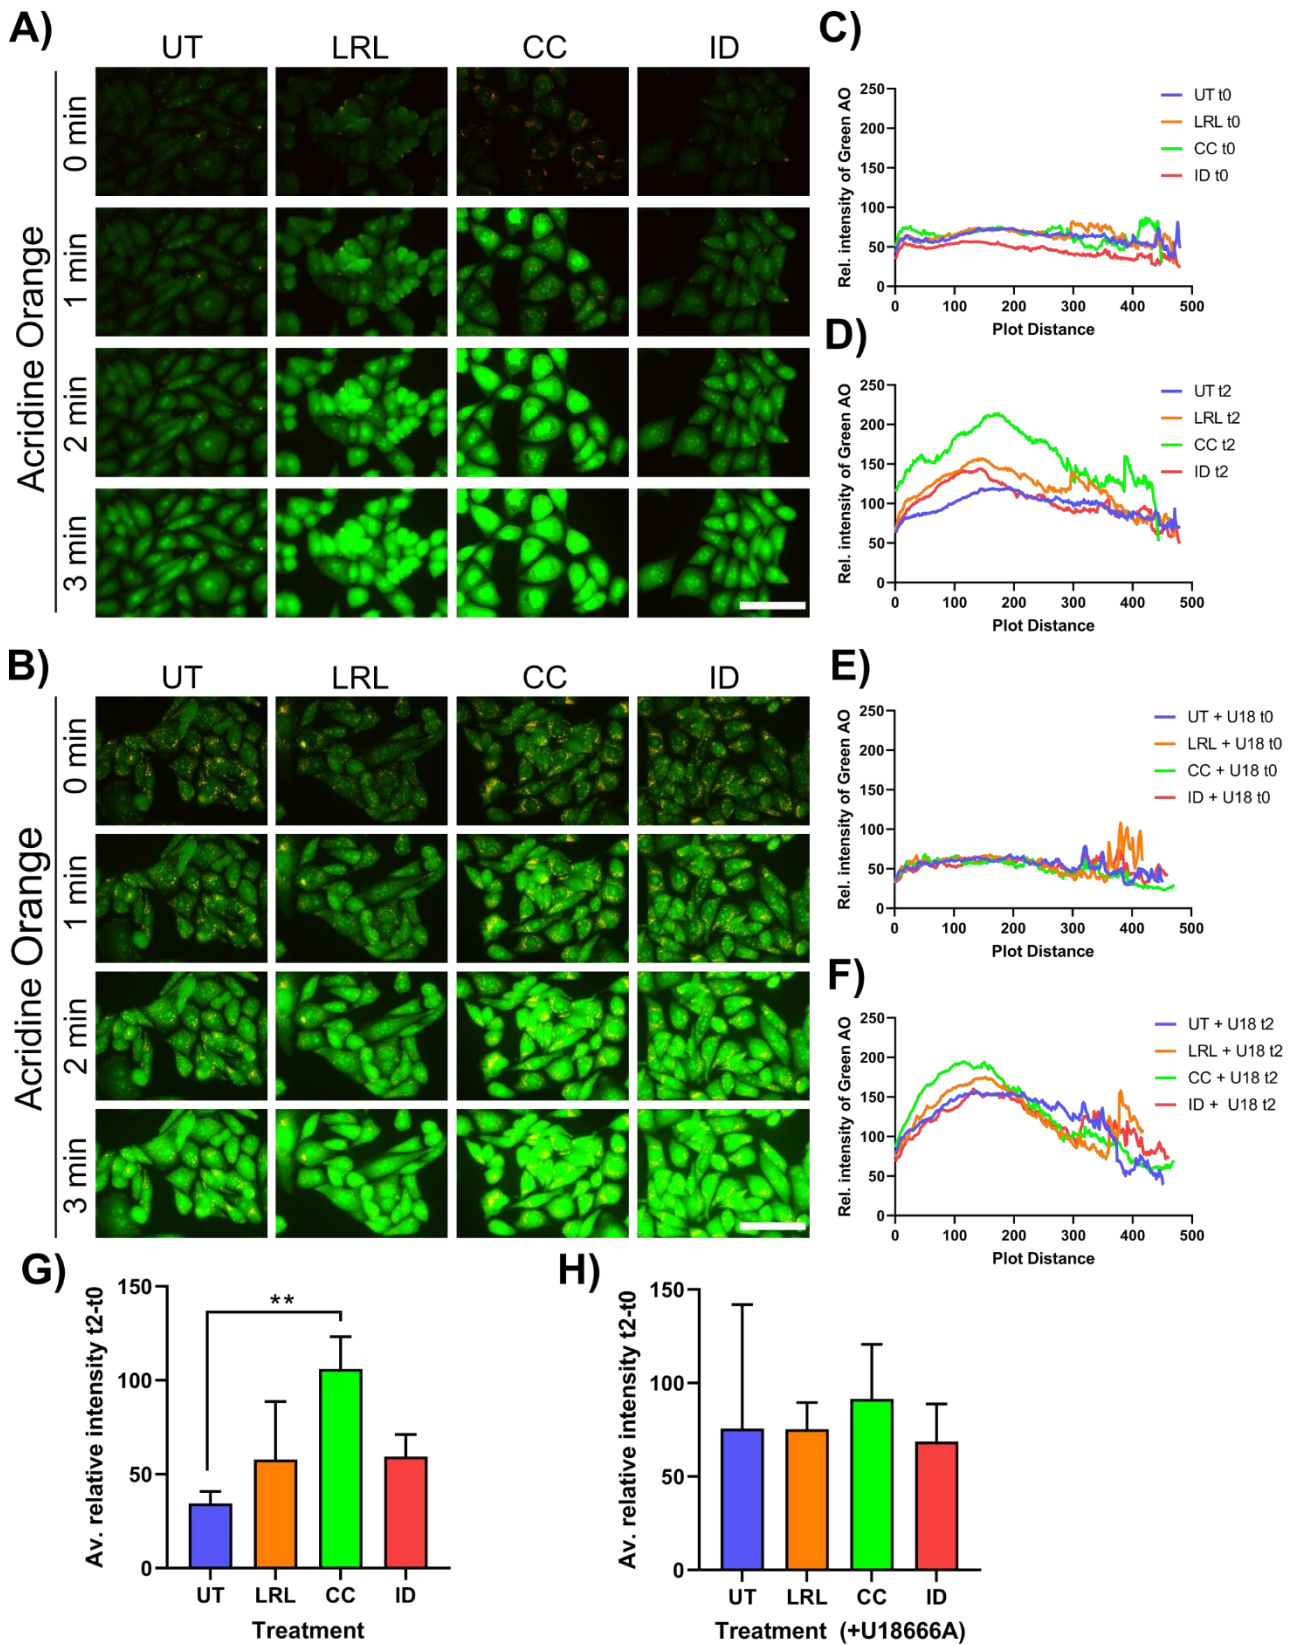 A)
UT LRL CC ID
Acridine Orange
0 min
1 min
2 min
3 min
C)
Rel. intensity of Green AO
250
200
150
100
50
0
0 100 200 300 400 500
Plot Distance
UT t0
LRL t0
CC t0
ID t0
D)
Rel. intensity of Green AO
250
200
150
100
50
0
0 100 200 300 400 500
Plot Distance
UT t2
LRL t2
CC t2
ID t2
B)
UT LRL CC ID
Acridine Orange
0 min
1 min
2 min
3 min
E)
Rel. intensity of Green AO
250
200
150
100
50
0
0 100 200 300 400 500
Plot Distance
UT + U18 t0
LRL + U18 t0
CC + U18 t0
ID + U18 t0
F)
Rel. intensity of Green AO
250
200
150
100
50
0
0 100 200 300 400 500
Plot Distance
UT + U18 t2
LRL + U18 t2
CC + U18 t2
ID + U18 t2
G)
Av. relative intensity t2-t0
150
100
50
0
**
UT LRL CC ID
Treatment
H)
Av. relative intensity t2-t0
150
100
50
0
UT LRL CC ID
Treatment (+U18666A)